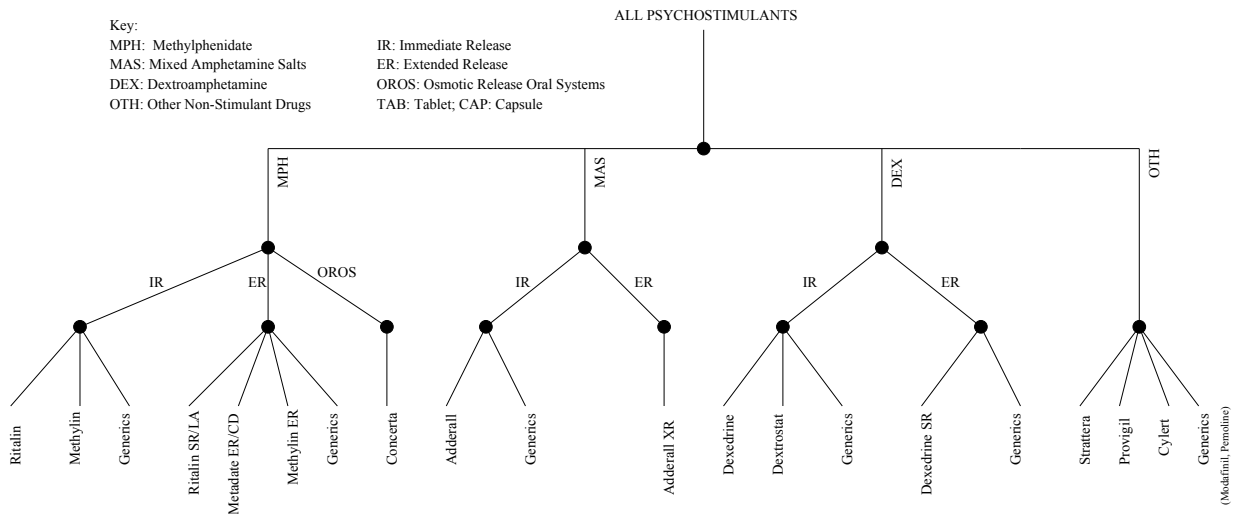 ALL PSYCHOSTIMULANTS
Key:
MPH: Methylphenidate
MAS: Mixed Amphetamine Salts
DEX: Dextroamphetamine
OTH: Other Non-Stimulant Drugs
IR: Immediate Release
ER: Extended Release
OROS: Osmotic Release Oral Systems
TAB: Tablet; CAP: Capsule
MPH
MAS
DEX
OTH
IR
ER
OROS
IR
ER
IR
ER
Ritalin
Methylin
Generics
Ritalin SR/LA
Metadate ER/CD
Methylin ER
Generics
Concerta
Adderall
Generics
Adderall XR
Dexedrine
Dextrostat
Generics
Dexedrine SR
Generics
Strattera
Provigil
Cylert
Generics
(Modafinil, Pemoline)